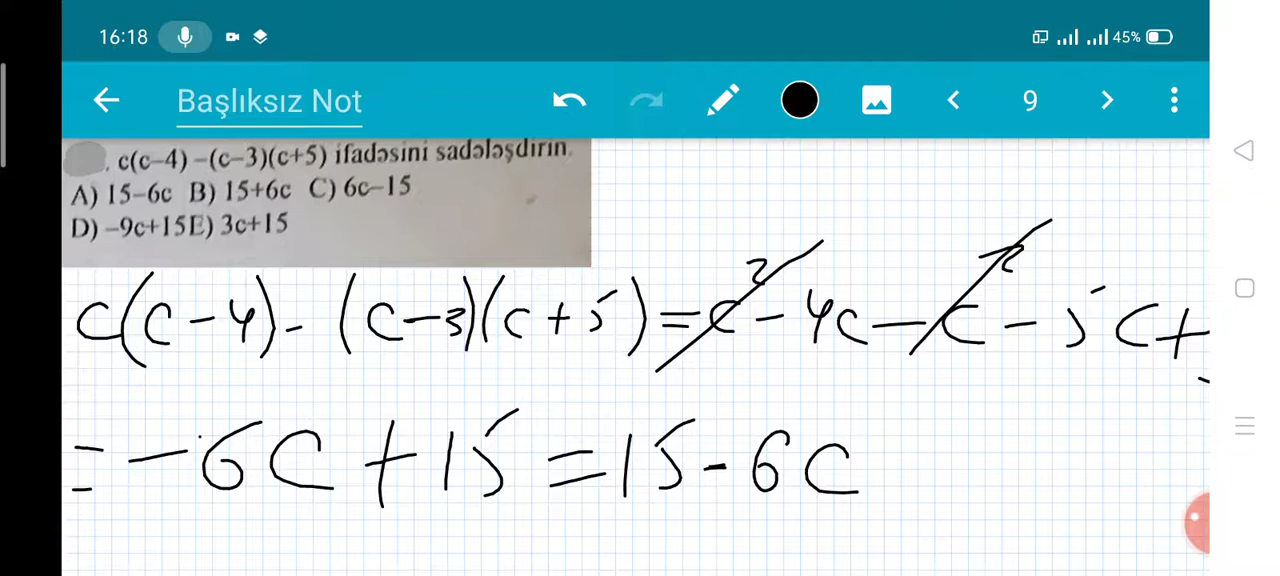 16:18
45%
Başlıksız Not
9
. c(c–4) –(c–3)(c+5) ifadəsini sadələşdirin.
A) 15–6c B) 15+6c C) 6c–15
D) –9c+15E) 3c+15
c(c-4)-(c-3)(c+5)=c²-4c-c²-5c+
=-6c+15=15-6c